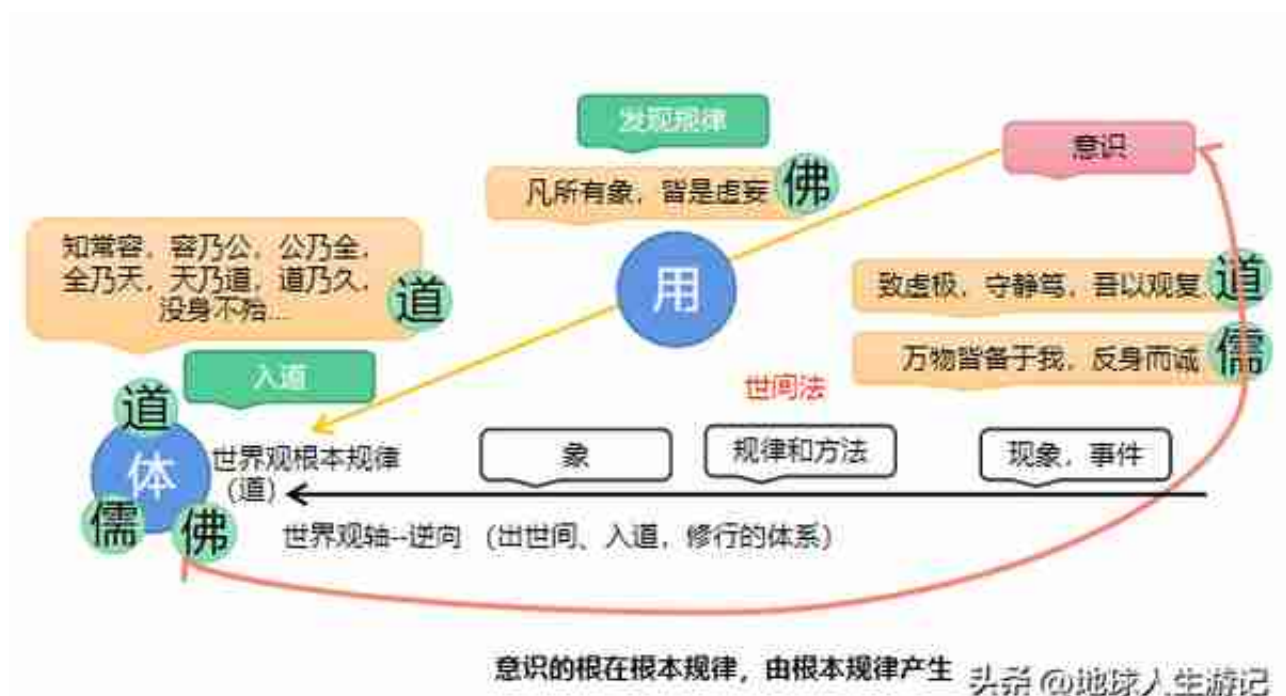 发现规律
意识
凡所有象，皆是虚妄
佛
知常容，容乃公，公乃全，
全乃天，天乃道，道乃久，
没身不殆...
道
用
致虚极，守静笃，吾以观复
道
万物皆备于我，反身而诚
儒
入道
世间法
道
体
儒
佛
世界观根本规律
（道）
象
规律和方法
现象，事件
世界观轴--逆向 （出世间、入道，修行的体系）
意识的根在根本规律，由根本规律产生
头条 @地球人生游记